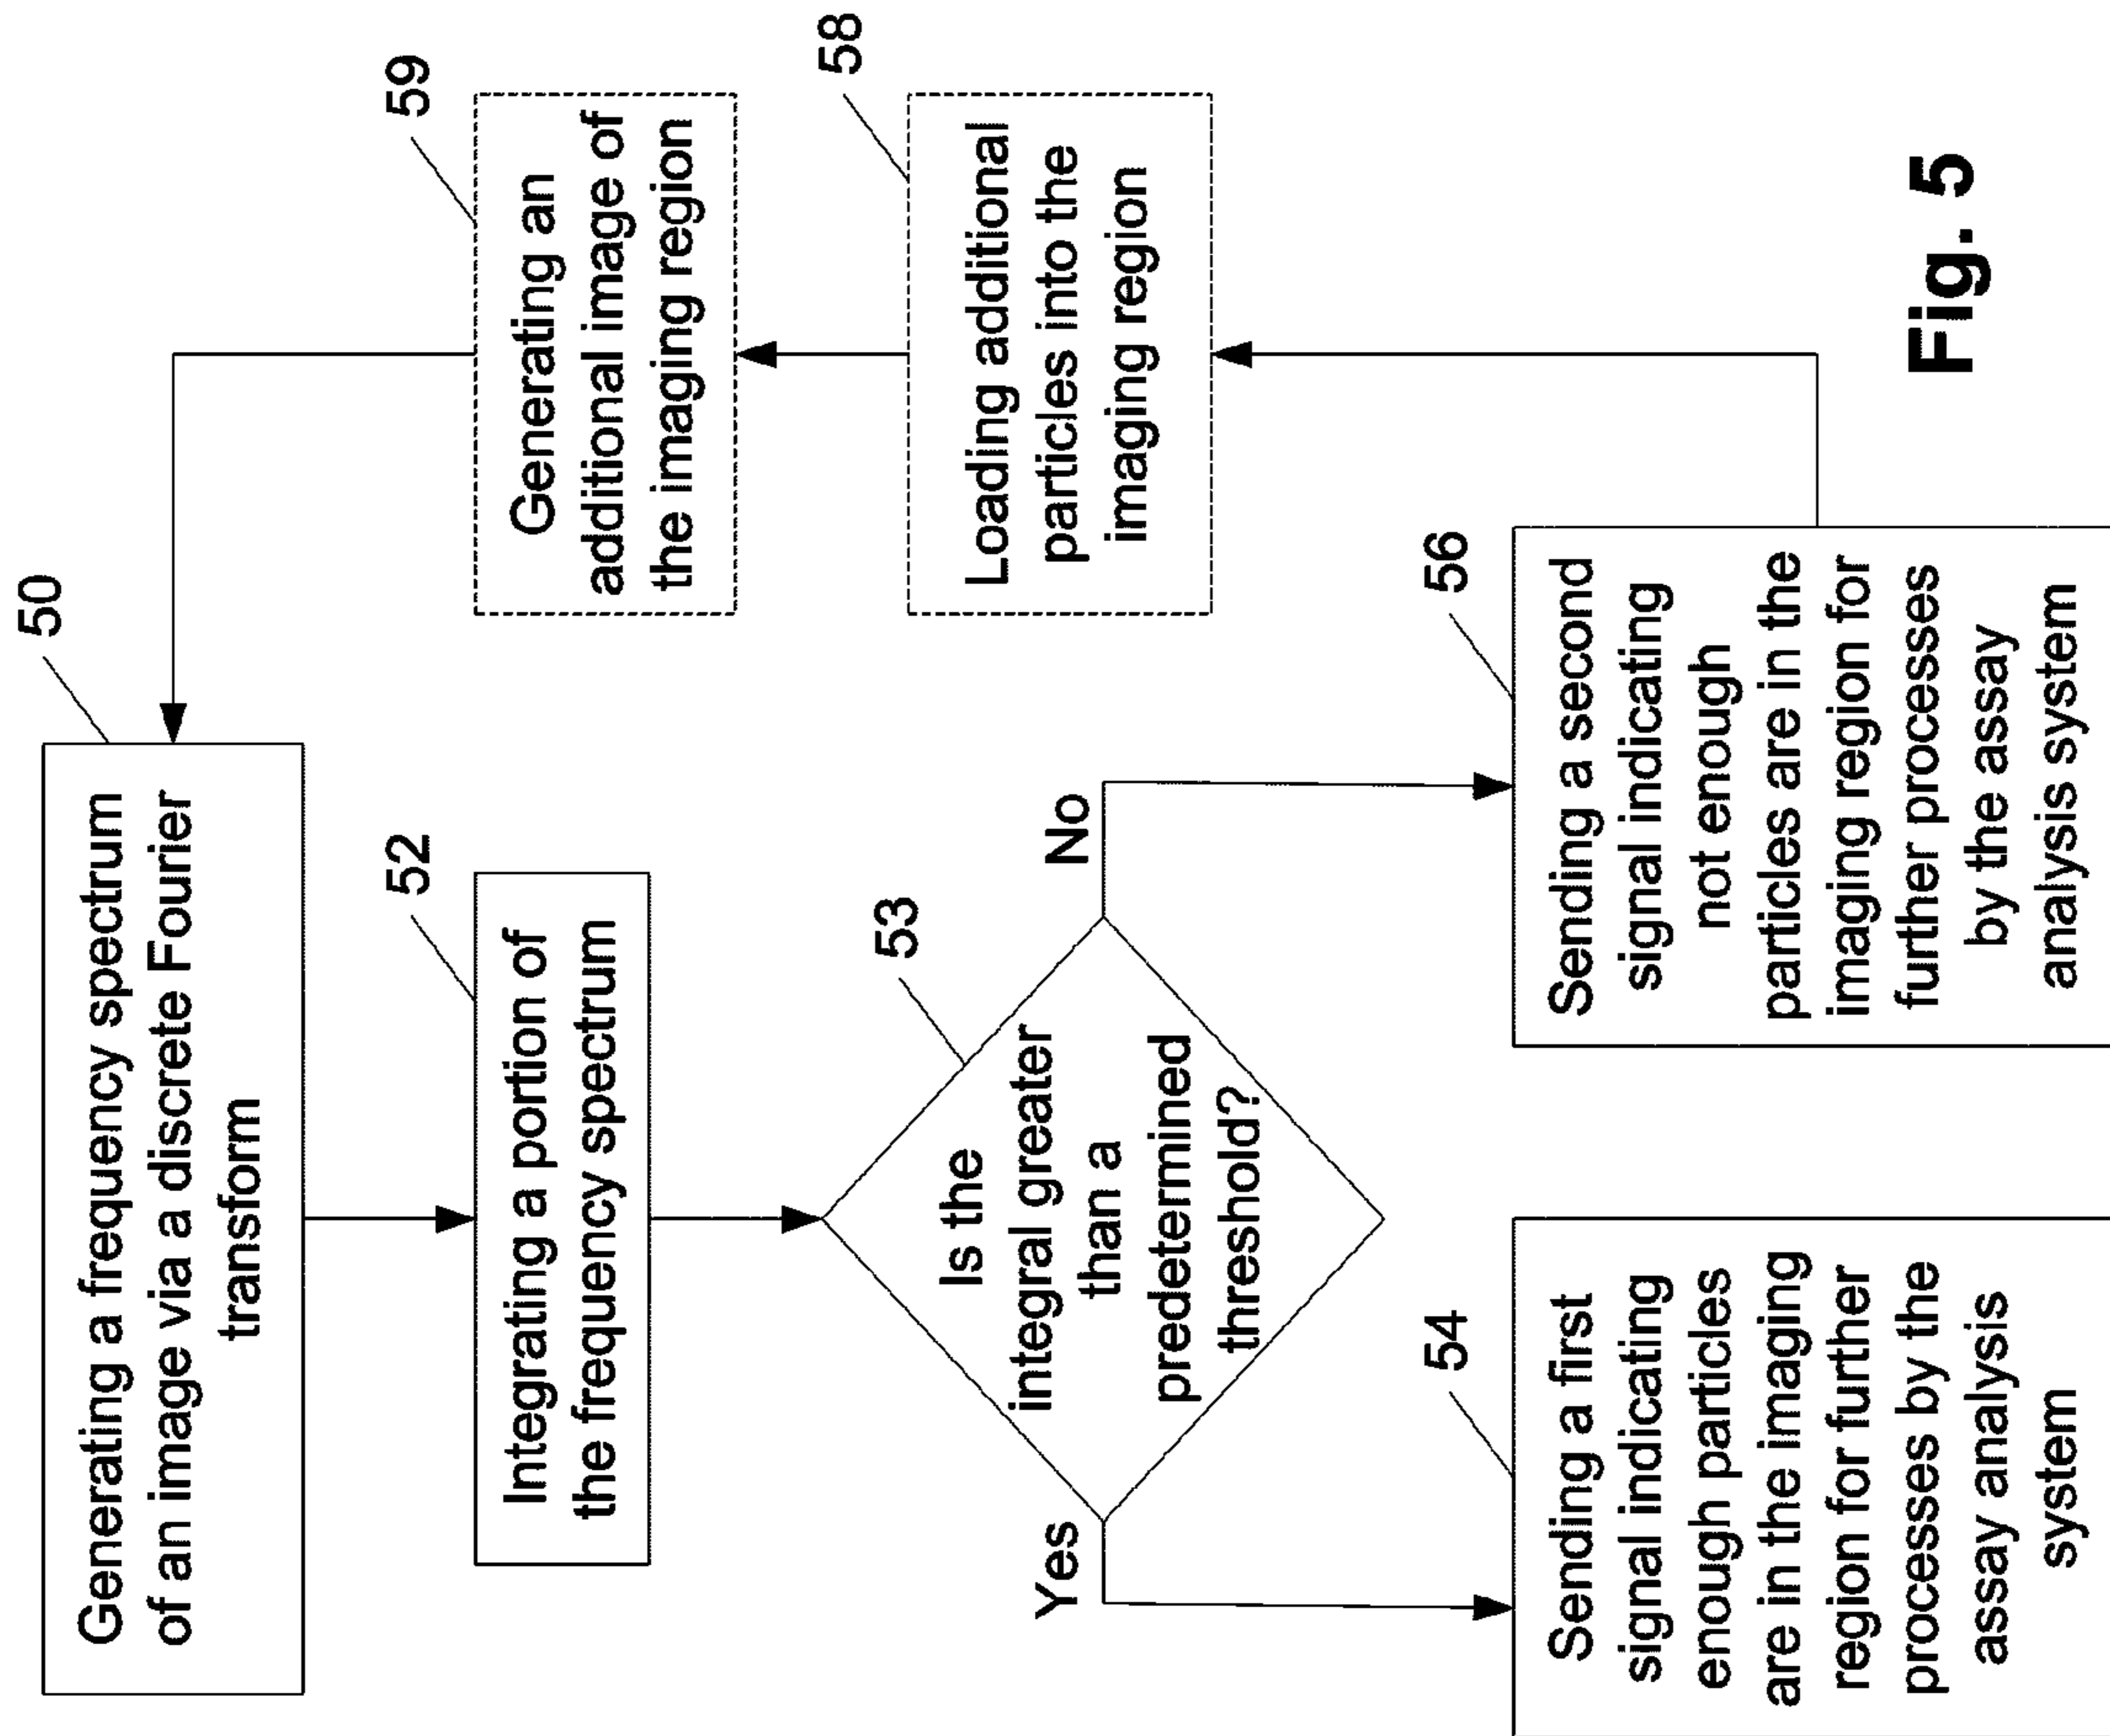 50
Generating a frequency spectrum
of an image via a discrete Fourier
transform
52
Integrating a portion of
the frequency spectrum
53
Is the
integral greater
than a
predetermined
threshold?
Yes
No
54
Sending a first
signal indicating
enough particles
are in the imaging
region for further
processes by the
assay analysis
system
56
Sending a second
signal indicating
not enough
particles are in the
imaging region for
further processes
by the assay
analysis system
58
Loading additional
particles into the
imaging region
59
Generating an
additional image of
the imaging region
Fig. 5